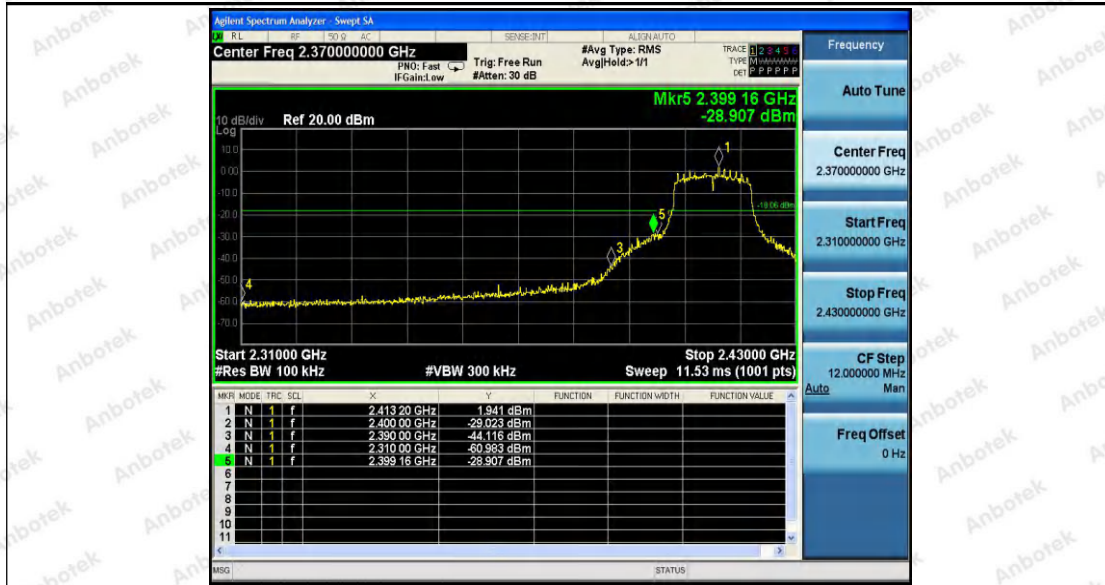 Agilent Spectrum Analyzer - Swept SA
RL RF 50 Ω AC SENSE:INT ALIGNAUTO
Center Freq 2.370000000 GHz
PNO: Fast
IFGain:Low
Trig: Free Run
#Atten: 30 dB
#Avg Type: RMS
Avg|Hold:>1/1
TRACE 1 2 3 4 5 6
TYPE M
DET P P P P P P
Mkr5 2.399 16 GHz
-28.907 dBm
10 dB/div Ref 20.00 dBm
Log
10.0
0.00
-10.0
-20.0
-30.0
-40.0
-50.0
-60.0
-70.0
1
5
3
4
Start 2.31000 GHz Stop 2.43000 GHz
#Res BW 100 kHz #VBW 300 kHz Sweep 11.53 ms (1001 pts)
MKR MODE TRC SCL X Y FUNCTION FUNCTION WIDTH FUNCTION VALUE
1 N 1 f 2.413 20 GHz 1.941 dBm
2 N 1 f 2.400 00 GHz -29.023 dBm
3 N 1 f 2.390 00 GHz -44.116 dBm
4 N 1 f 2.310 00 GHz -60.983 dBm
5 N 1 f 2.399 16 GHz -28.907 dBm
6
7
8
9
10
11
MSG STATUS
Frequency
Auto Tune
Center Freq
2.370000000 GHz
Start Freq
2.310000000 GHz
Stop Freq
2.430000000 GHz
CF Step
12.000000 MHz
Auto Man
Freq Offset
0 Hz
Anbotek